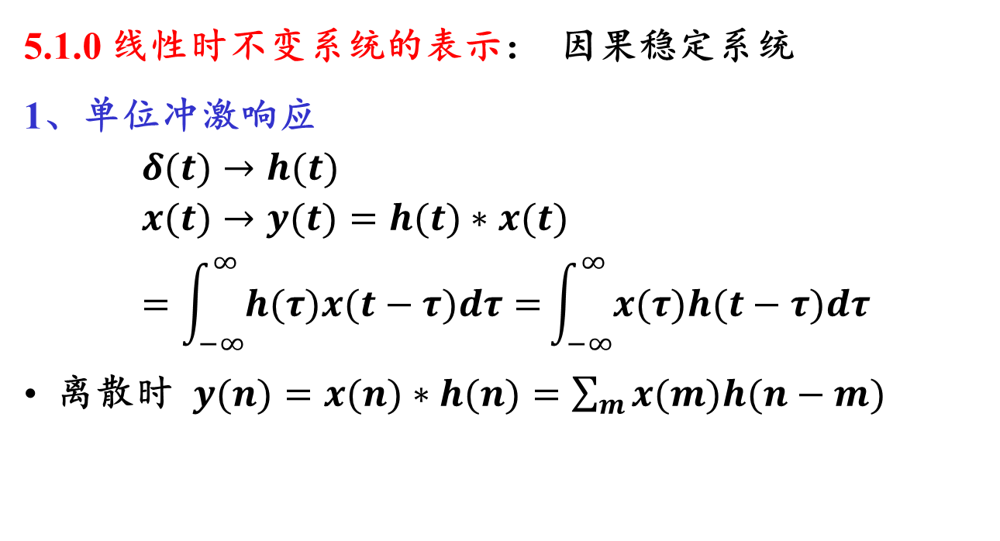 5.1.0 线性时不变系统的表示： 因果稳定系统
1、单位冲激响应
δ(t) → h(t)
x(t) → y(t) = h(t) ∗ x(t)
= ∫_{−∞}^{∞} h(τ)x(t − τ)dτ = ∫_{−∞}^{∞} x(τ)h(t − τ)dτ
• 离散时 y(n) = x(n) ∗ h(n) = ∑_m x(m)h(n − m)